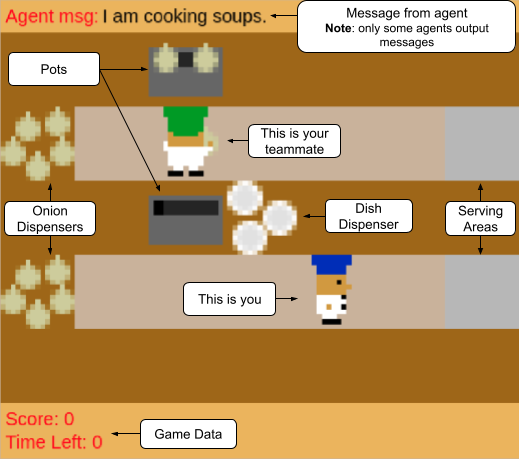 Agent msg: I am cooking soups.
Message from agent
Note: only some agents output
messages
Pots
This is your
teammate
Onion
Dispensers
Dish
Dispenser
Serving
Areas
This is you
Score: 0
Time Left: 0
Game Data